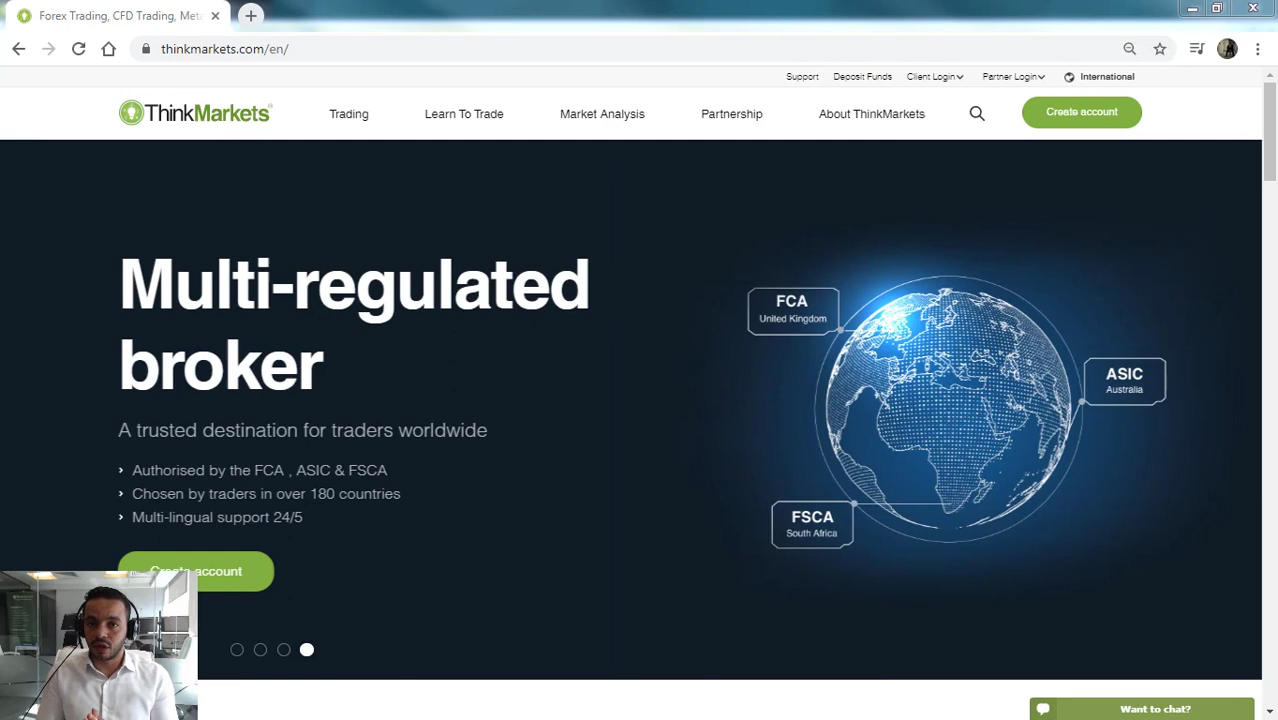 Forex Trading, CFD Trading, Meta
thinkmarkets.com/en/
Support Deposit Funds Client Login Partner Login International
ThinkMarkets Trading Learn To Trade Market Analysis Partnership About ThinkMarkets Create account
Multi-regulated
broker
A trusted destination for traders worldwide
Authorised by the FCA , ASIC & FSCA
Chosen by traders in over 180 countries
Multi-lingual support 24/5
Create account
FCA
United Kingdom
ASIC
Australia
FSCA
South Africa
Want to chat?